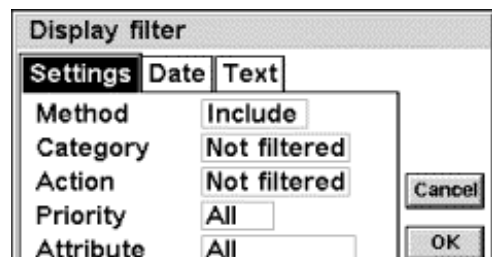 Display filter
Settings Date Text
Method Include
Category Not filtered
Action Not filtered
Cancel
Priority All
Attribute All
OK